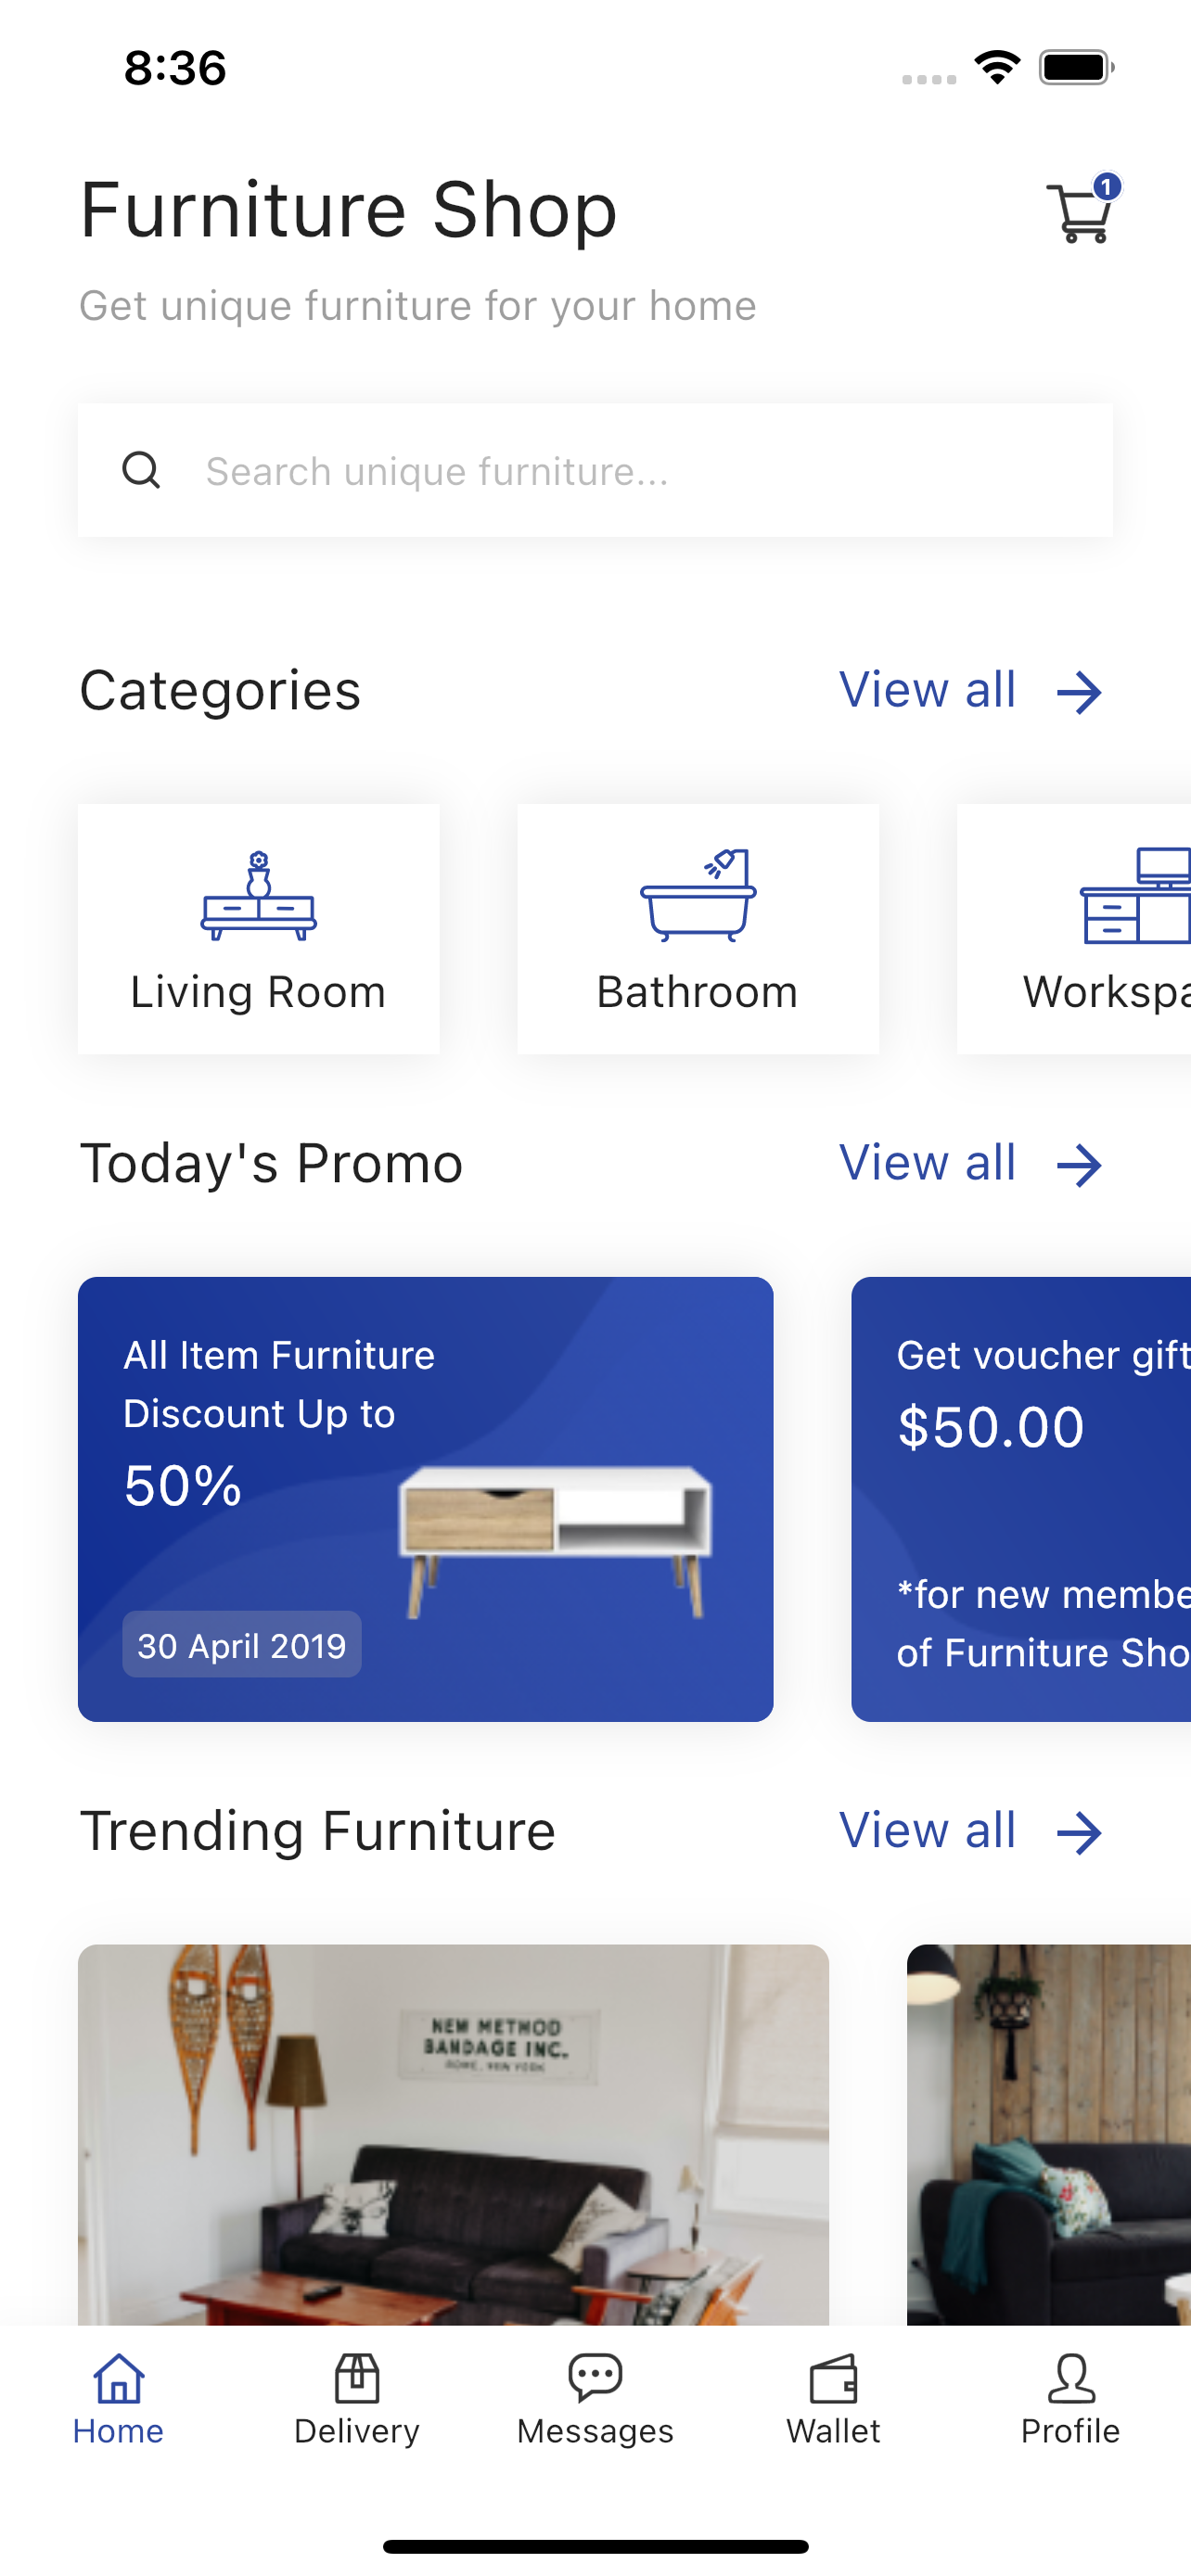 8:36
Furniture Shop
1
Get unique furniture for your home
Search unique furniture...
Categories
View all
Living Room
Bathroom
Workspa
Today's Promo
View all
All Item Furniture
Discount Up to
50%
30 April 2019
Get voucher gift
$50.00
*for new membe
of Furniture Sho
Trending Furniture
View all
NEW METHOD
BANDAGE INC.
ROME, NEW YORK
Home
Delivery
Messages
Wallet
Profile